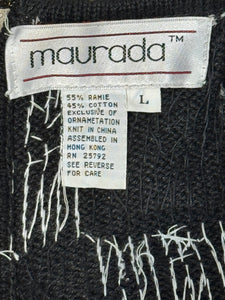 maurada™
55% RAMIE
45% COTTON
EXCLUSIVE OF
ORNAMETATION
KNIT IN CHINA
ASSEMBLED IN
HONG KONG
RN 25792
SEE REVERSE
FOR CARE
L